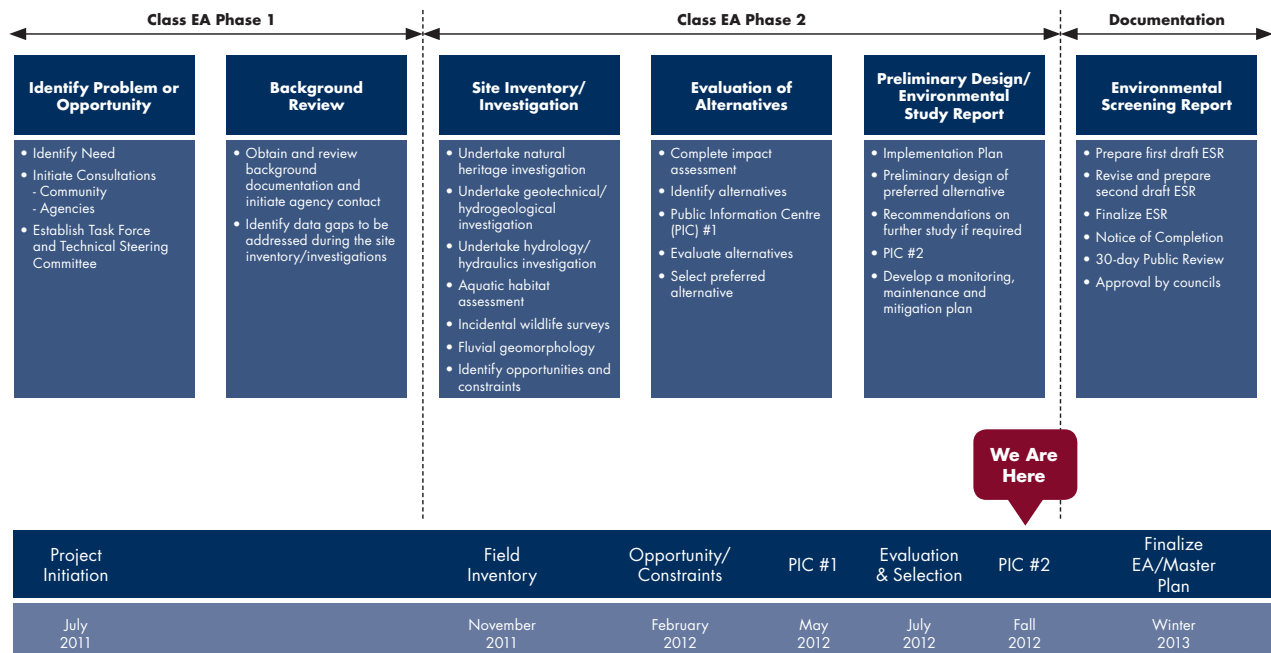 Class EA Phase 1
Class EA Phase 2
Documentation
Identify Problem or
Opportunity
• Identify Need
• Initiate Consultations
- Community
- Agencies
• Establish Task Force
and Technical Steering
Committee
Background
Review
• Obtain and review
background
documentation and
initiate agency contact
• Identify data gaps to be
addressed during the site
inventory/investigations
Site Inventory/
Investigation
• Undertake natural
heritage investigation
• Undertake geotechnical/
hydrogeological
investigation
• Undertake hydrology/
hydraulics investigation
• Aquatic habitat
assessment
• Incidental wildlife surveys
• Fluvial geomorphology
• Identify opportunities and
constraints
Evaluation of
Alternatives
• Complete impact
assessment
• Identify alternatives
• Public Information Centre
(PIC) #1
• Evaluate alternatives
• Select preferred
alternative
Preliminary Design/
Environmental
Study Report
• Implementation Plan
• Preliminary design of
preferred alternative
• Recommendations on
further study if required
• PIC #2
• Develop a monitoring,
maintenance and
mitigation plan
Environmental
Screening Report
• Prepare first draft ESR
• Revise and prepare
second draft ESR
• Finalize ESR
• Notice of Completion
• 30-day Public Review
• Approval by councils
We Are
Here
Project
Initiation
Field
Inventory
Opportunity/
Constraints
PIC #1
Evaluation
& Selection
PIC #2
Finalize
EA/Master
Plan
July
2011
November
2011
February
2012
May
2012
July
2012
Fall
2012
Winter
2013